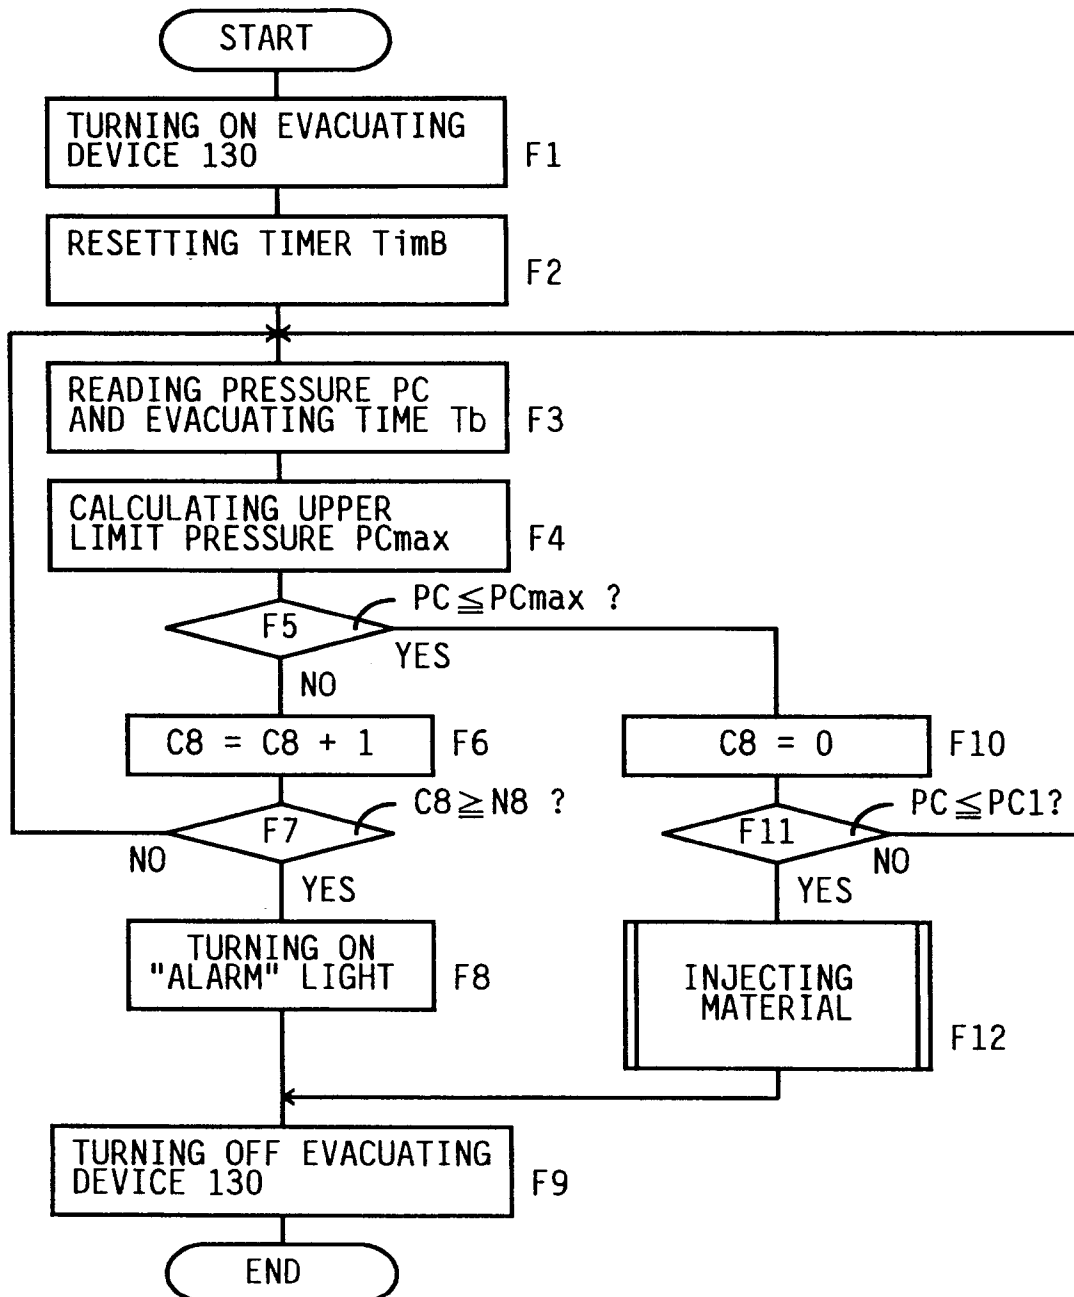 START
TURNING ON EVACUATING
DEVICE 130
F1
RESETTING TIMER TimB
F2
READING PRESSURE PC
AND EVACUATING TIME Tb
F3
CALCULATING UPPER
LIMIT PRESSURE PCmax
F4
PC≦PCmax ?
F5
YES
NO
C8 = C8 + 1
F6
C8 = 0
F10
C8≧N8 ?
F7
NO
YES
PC≦PC1?
F11
NO
YES
TURNING ON
"ALARM" LIGHT
F8
INJECTING
MATERIAL
F12
TURNING OFF EVACUATING
DEVICE 130
F9
END